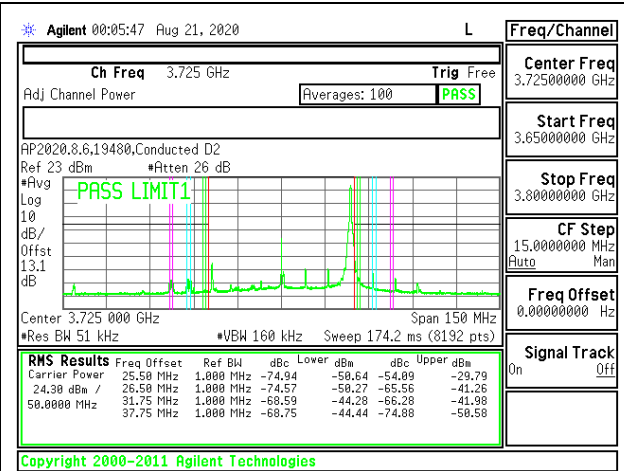 Agilent 00:05:47 Aug 21, 2020 L
Freq/Channel
Ch Freq 3.725 GHz Trig Free
Adj Channel Power Averages: 100 PASS
AP2020.8.6,19480,Conducted D2
Ref 23 dBm #Atten 26 dB
#Avg
Log
10
dB/
Offst
13.1
dB
PASS LIMIT1
Center 3.725 000 GHz Span 150 MHz
#Res BW 51 kHz #VBW 160 kHz Sweep 174.2 ms (8192 pts)
RMS Results Freq Offset Ref BW dBc Lower dBm dBc Upper dBm
Carrier Power 25.50 MHz 1.000 MHz -74.94 -50.64 -54.09 -29.79
24.30 dBm / 26.50 MHz 1.000 MHz -74.57 -50.27 -65.56 -41.26
50.0000 MHz 31.75 MHz 1.000 MHz -68.59 -44.28 -66.28 -41.98
37.75 MHz 1.000 MHz -68.75 -44.44 -74.88 -50.58
Center Freq
3.72500000 GHz
Start Freq
3.65000000 GHz
Stop Freq
3.80000000 GHz
CF Step
15.0000000 MHz
Auto Man
Freq Offset
0.00000000 Hz
Signal Track
On Off
Copyright 2000-2011 Agilent Technologies